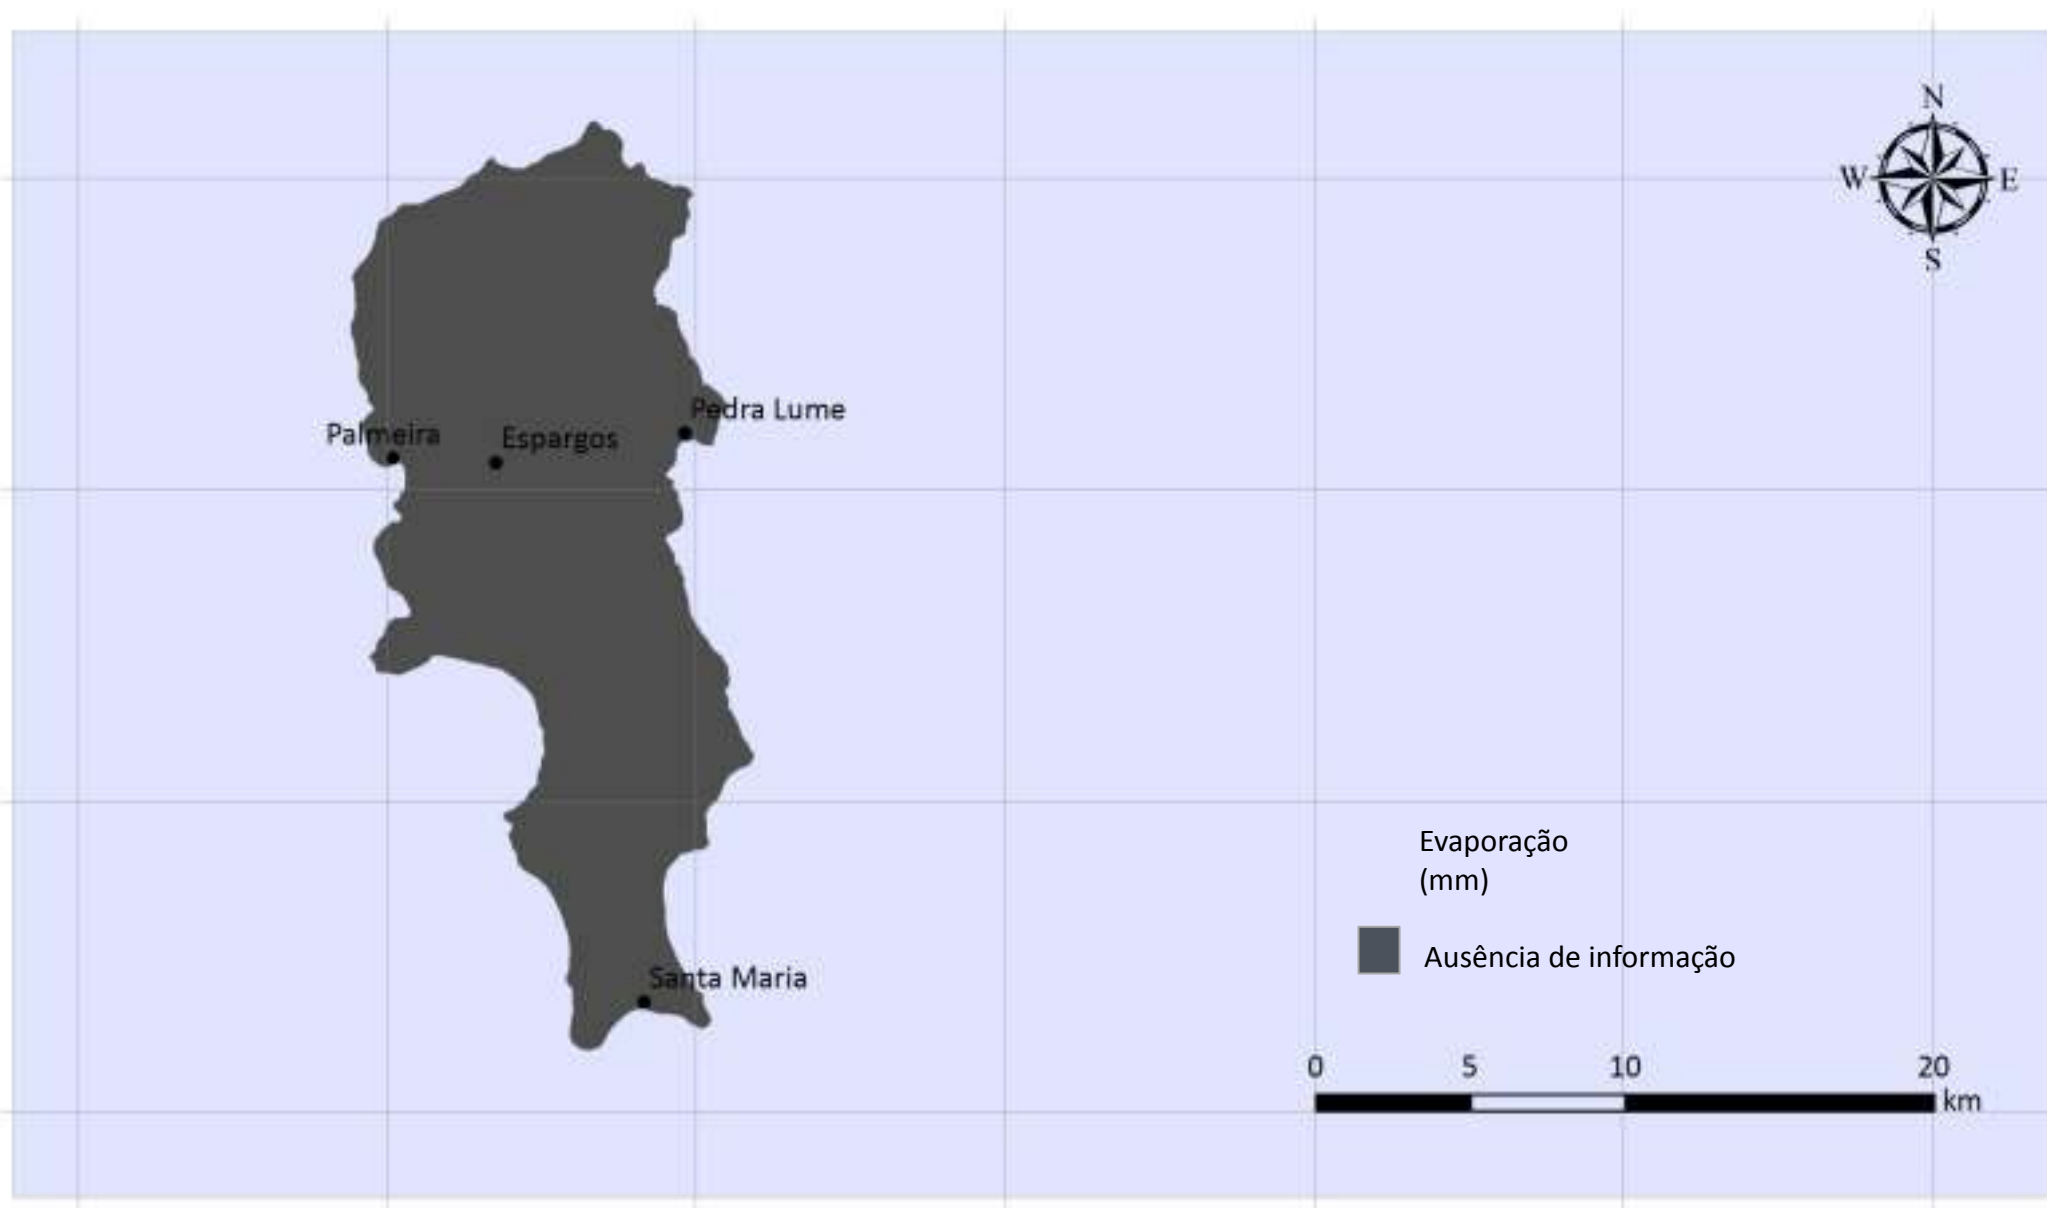 N
W E
S
Pedra Lume
Palmeira
Espargos
Evaporação
(mm)
Ausência de informação
Santa Maria
0 5 10 20
km